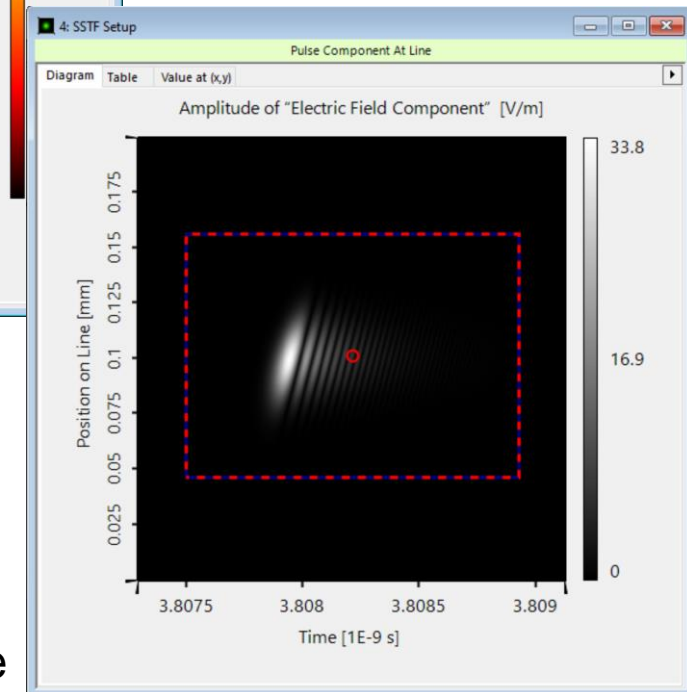 4: SSTF Setup
Pulse Component At Line
Diagram Table Value at (x,y)
Amplitude of "Electric Field Component" [V/m]
33.8
16.9
0
Position on Line [mm]
0.175
0.15
0.125
0.1
0.075
0.05
0.025
3.8075 3.808 3.8085 3.809
Time [1E-9 s]
e